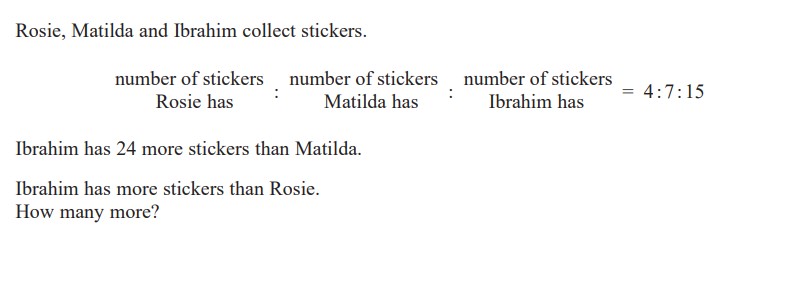 Rosie, Matilda and Ibrahim collect stickers.
number of stickers Rosie has : number of stickers Matilda has : number of stickers Ibrahim has = 4 : 7 : 15
Ibrahim has 24 more stickers than Matilda.
Ibrahim has more stickers than Rosie.
How many more?